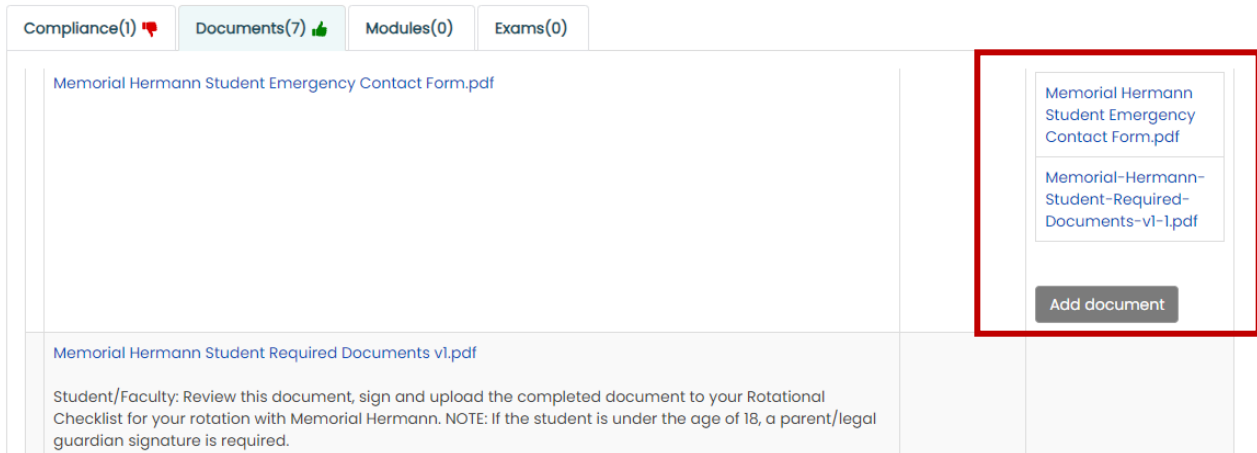 Compliance(1)
Documents(7)
Modules(0)
Exams(0)
Memorial Hermann Student Emergency Contact Form.pdf
Memorial Hermann
Student Emergency
Contact Form.pdf
Memorial-Hermann-
Student-Required-
Documents-v1-1.pdf
Add document
Memorial Hermann Student Required Documents v1.pdf
Student/Faculty: Review this document, sign and upload the completed document to your Rotational
Checklist for your rotation with Memorial Hermann. NOTE: If the student is under the age of 18, a parent/legal
guardian signature is required.